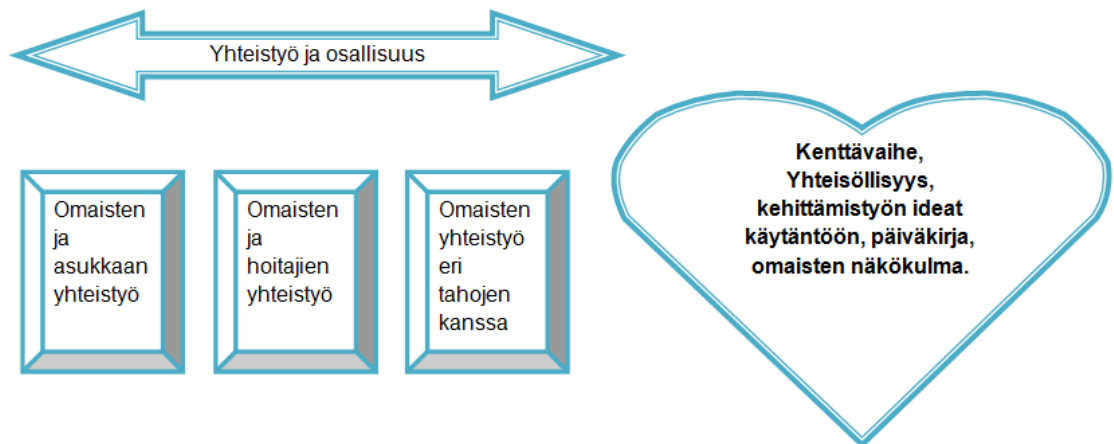 Yhteistyö ja osallisuus
Omaisten
ja
asukkaan
yhteistyö
Omaisten
ja
hoitajien
yhteistyö
Omaisten
yhteistyö
eri
tahojen
kanssa
Kenttävaihe,
Yhteisöllisyys,
kehittämistyön ideat
käytäntöön, päiväkirja,
omaisten näkökulma.